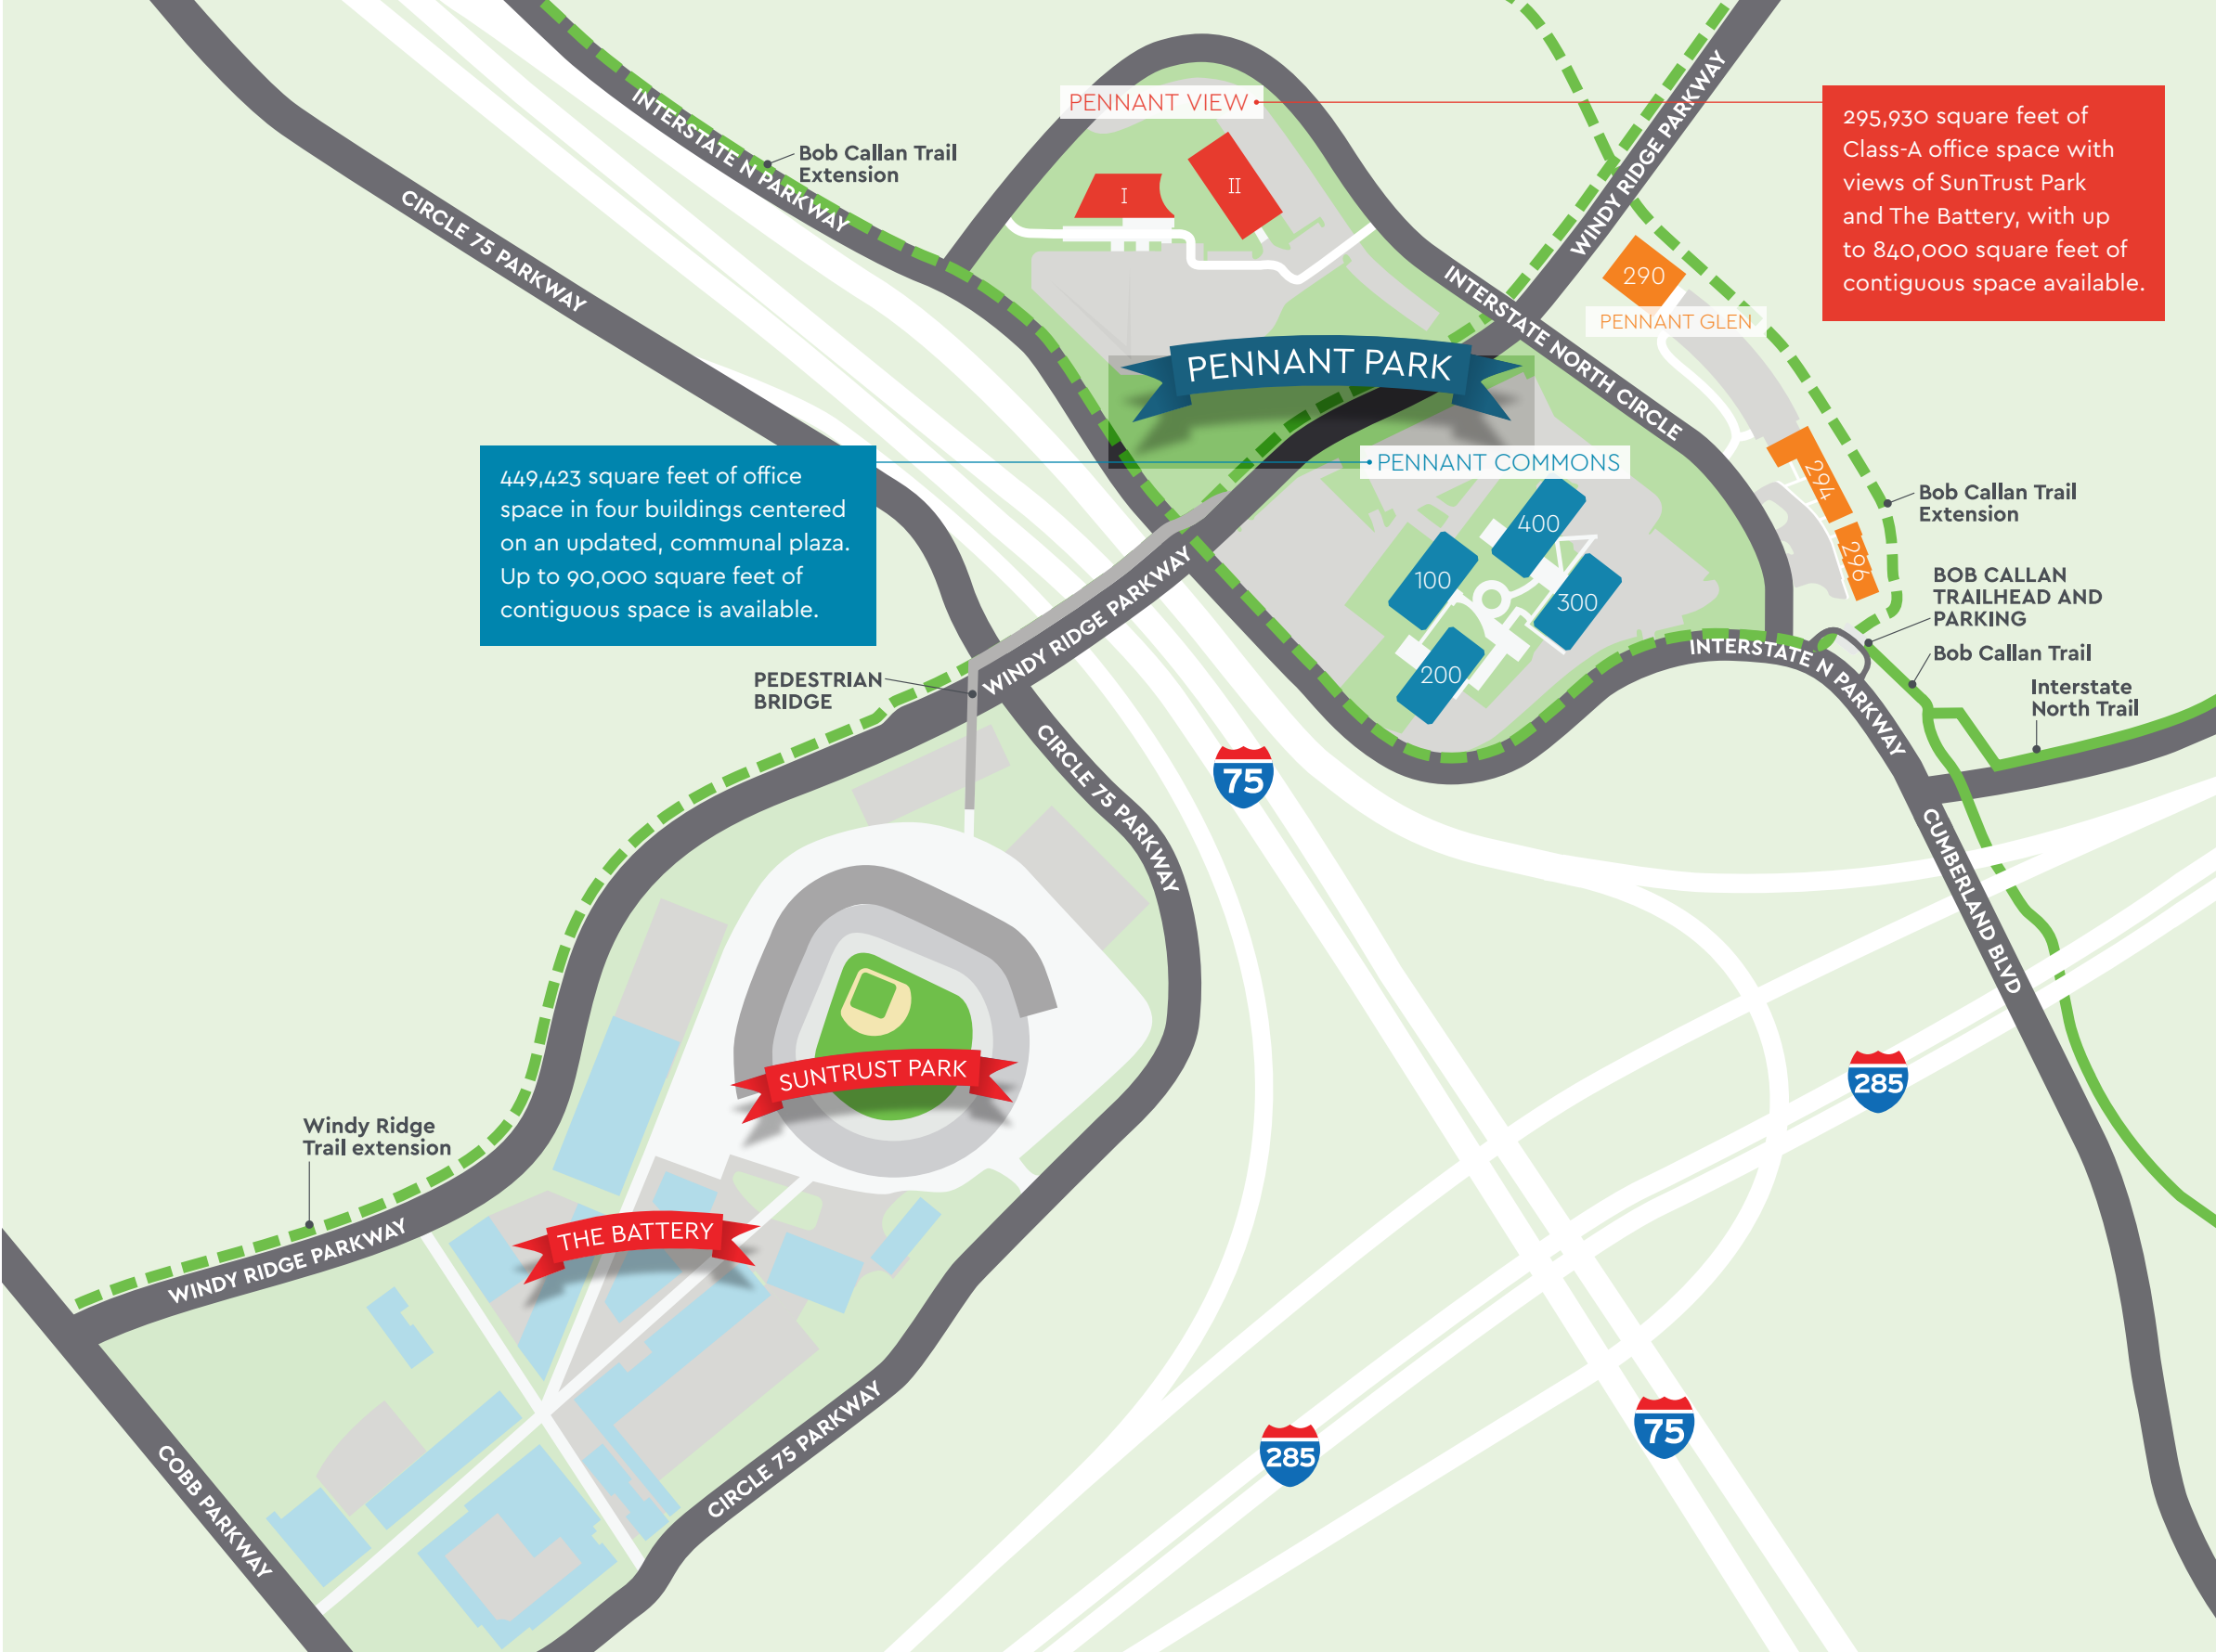 INTERSTATE N PARKWAY
Bob Callan Trail
Extension
CIRCLE 75 PARKWAY
PENNANT VIEW
I
II
WINDY RIDGE PARKWAY
295,930 square feet of
Class-A office space with
views of SunTrust Park
and The Battery, with up
to 840,000 square feet of
contiguous space available.
290
PENNANT GLEN
INTERSTATE NORTH CIRCLE
PENNANT PARK
449,423 square feet of office
space in four buildings centered
on an updated, communal plaza.
Up to 90,000 square feet of
contiguous space is available.
PENNANT COMMONS
400
100
300
200
294
296
Bob Callan Trail
Extension
BOB CALLAN
TRAILHEAD AND
PARKING
Bob Callan Trail
Interstate
North Trail
INTERSTATE N PARKWAY
WINDY RIDGE PARKWAY
PEDESTRIAN
BRIDGE
CIRCLE 75 PARKWAY
75
CUMBERLAND BLVD
SUNTRUST PARK
285
Windy Ridge
Trail extension
WINDY RIDGE PARKWAY
THE BATTERY
CIRCLE 75 PARKWAY
COBB PARKWAY
285
75